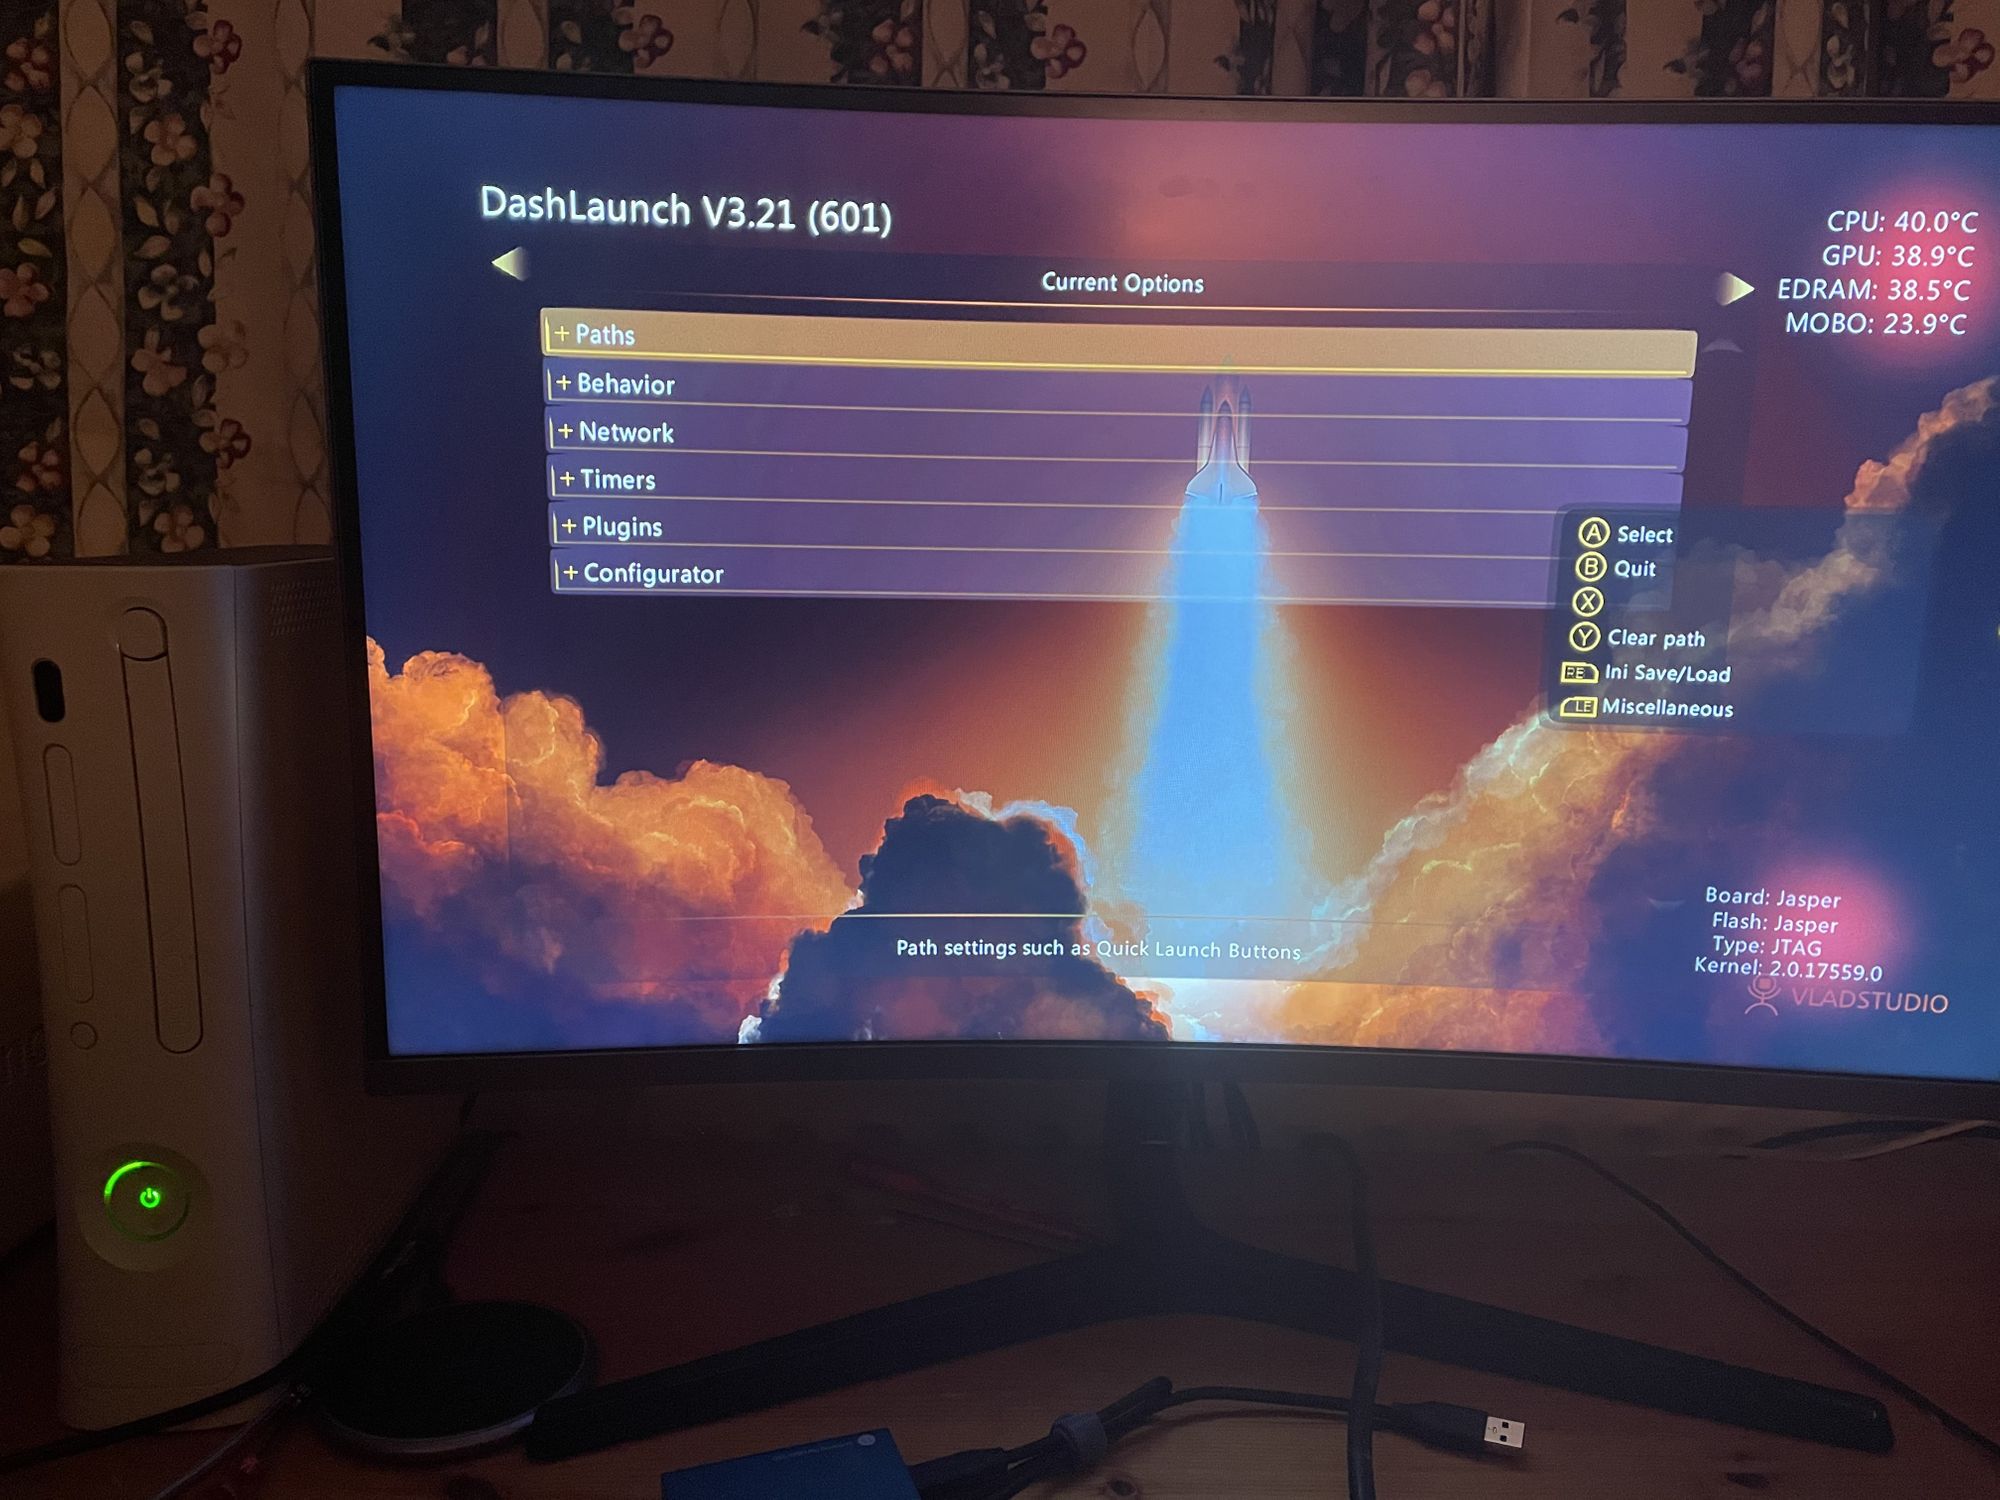 DashLaunch V3.21 (601)
CPU: 40.0°C
GPU: 38.9°C
EDRAM: 38.5°C
MOBO: 23.9°C
Current Options
+ Paths
+ Behavior
+ Network
+ Timers
+ Plugins
+ Configurator
A Select
B Quit
X
Y Clear path
RB Ini Save/Load
LB Miscellaneous
Path settings such as Quick Launch Buttons
Board: Jasper
Flash: Jasper
Type: JTAG
Kernel: 2.0.17559.0
VLADSTUDIO